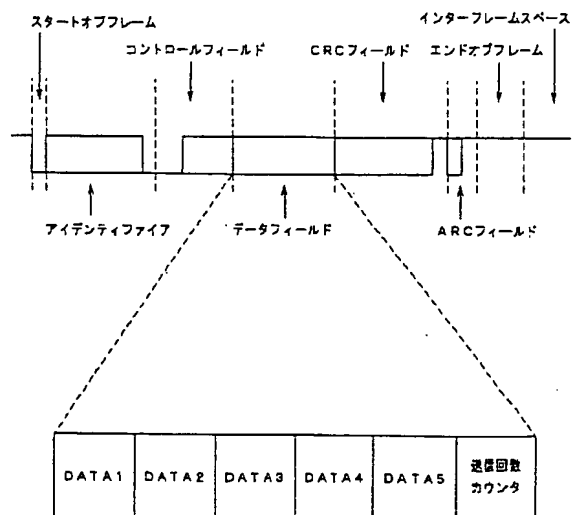 インターフレームスペース
スタートオブフレーム
コントロールフィールド
CRCフィールド
エンドオブフレーム
アイデンティファイア
データフィールド
ARCフィールド
DATA1
DATA2
DATA3
DATA4
DATA5
送信回数
カウンタ